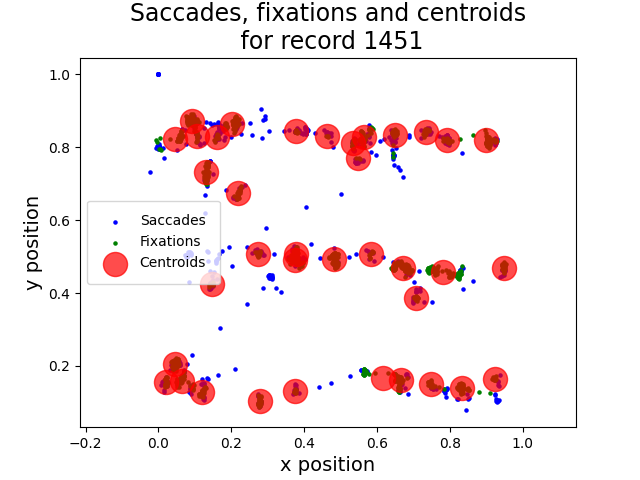 Saccades, fixations and centroids
for record 1451
1.0
0.8
0.6
0.4
0.2
y position
Saccades
Fixations
Centroids
−0.2
0.0
0.2
0.4
0.6
0.8
1.0
x position